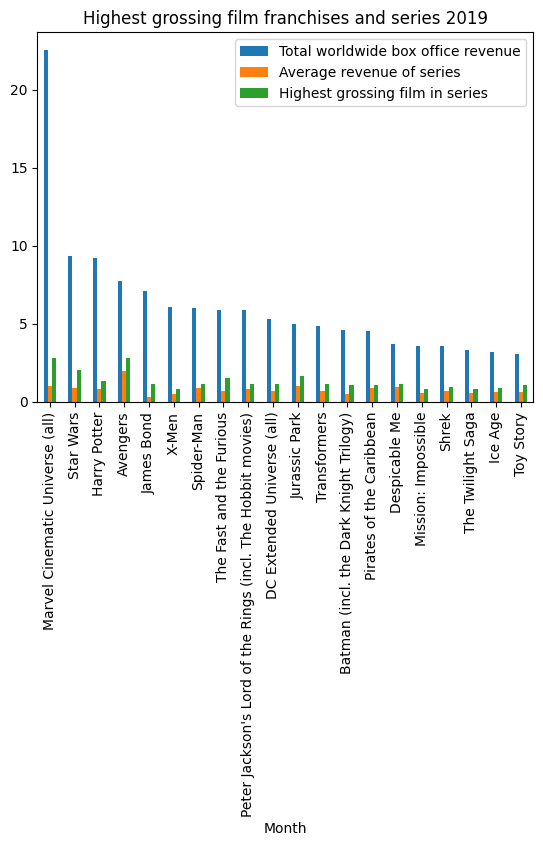 Highest grossing film franchises and series 2019
Total worldwide box office revenue
Average revenue of series
Highest grossing film in series
20
15
10
5
0
Marvel Cinematic Universe (all)
Star Wars
Harry Potter
Avengers
James Bond
X-Men
Spider-Man
The Fast and the Furious
Peter Jackson's Lord of the Rings (incl. The Hobbit movies)
DC Extended Universe (all)
Jurassic Park
Transformers
Batman (incl. the Dark Knight Trilogy)
Pirates of the Caribbean
Despicable Me
Mission: Impossible
Shrek
The Twilight Saga
Ice Age
Toy Story
Month